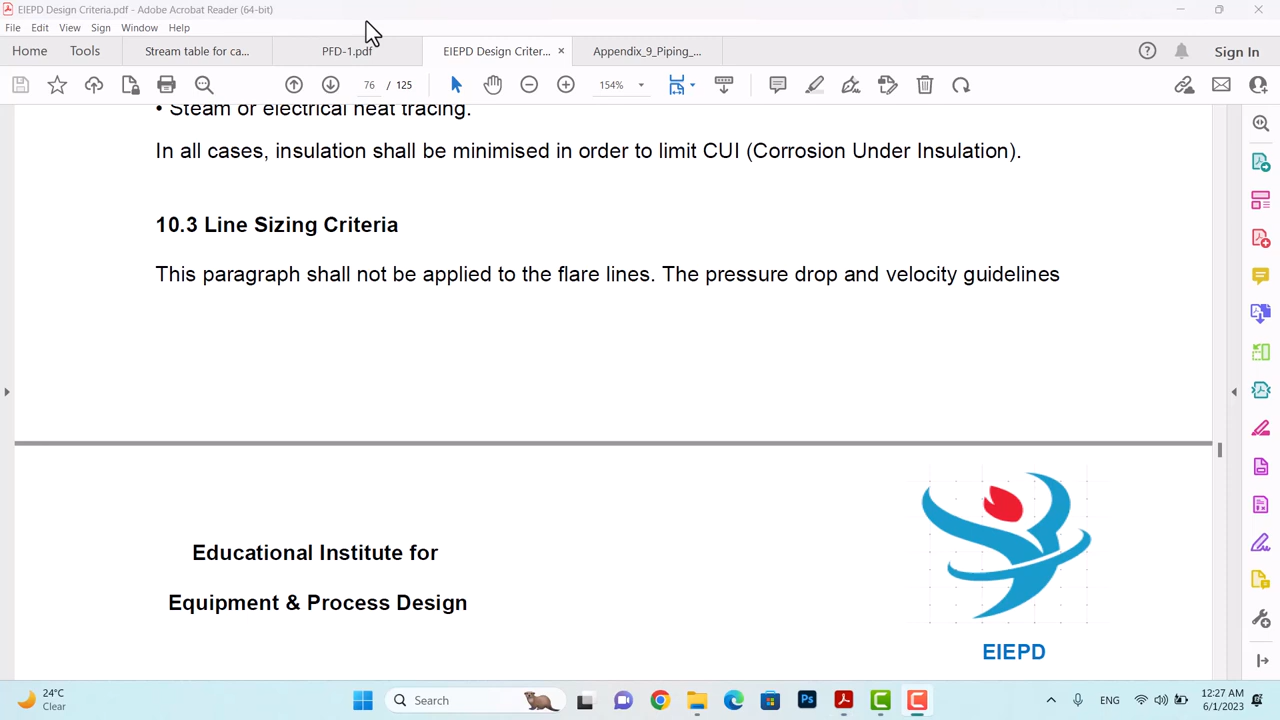 EIEPD Design Criteria.pdf - Adobe Acrobat Reader (64-bit)
File Edit View Sign Window Help
Home Tools Stream table for ca... PFD-1.pdf EIEPD Design Criter... × Appendix_9_Piping_... Sign In
76 / 125 154%
• Steam or electrical heat tracing.
In all cases, insulation shall be minimised in order to limit CUI (Corrosion Under Insulation).
10.3 Line Sizing Criteria
This paragraph shall not be applied to the flare lines. The pressure drop and velocity guidelines
Educational Institute for
Equipment & Process Design
EIEPD
24°C
Clear
Search
Ps
ENG
12:27 AM
6/1/2023